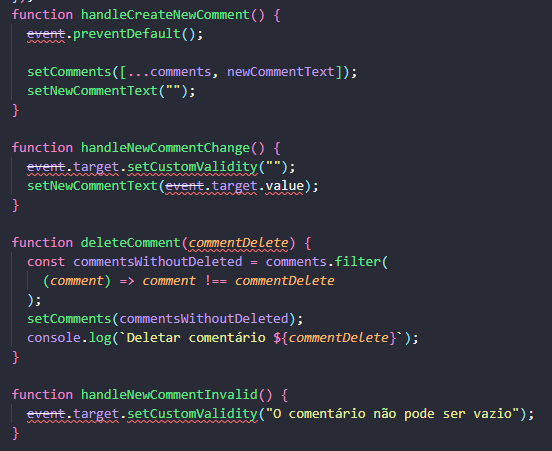 });
function handleCreateNewComment() {
  event.preventDefault();

  setComments([...comments, newCommentText]);
  setNewCommentText("");
}

function handleNewCommentChange() {
  event.target.setCustomValidity("");
  setNewCommentText(event.target.value);
}

function deleteComment(commentDelete) {
  const commentsWithoutDeleted = comments.filter(
    (comment) => comment !== commentDelete
  );
  setComments(commentsWithoutDeleted);
  console.log(`Deletar comentário ${commentDelete}`);
}

function handleNewCommentInvalid() {
  event.target.setCustomValidity("O comentário não pode ser vazio");
}